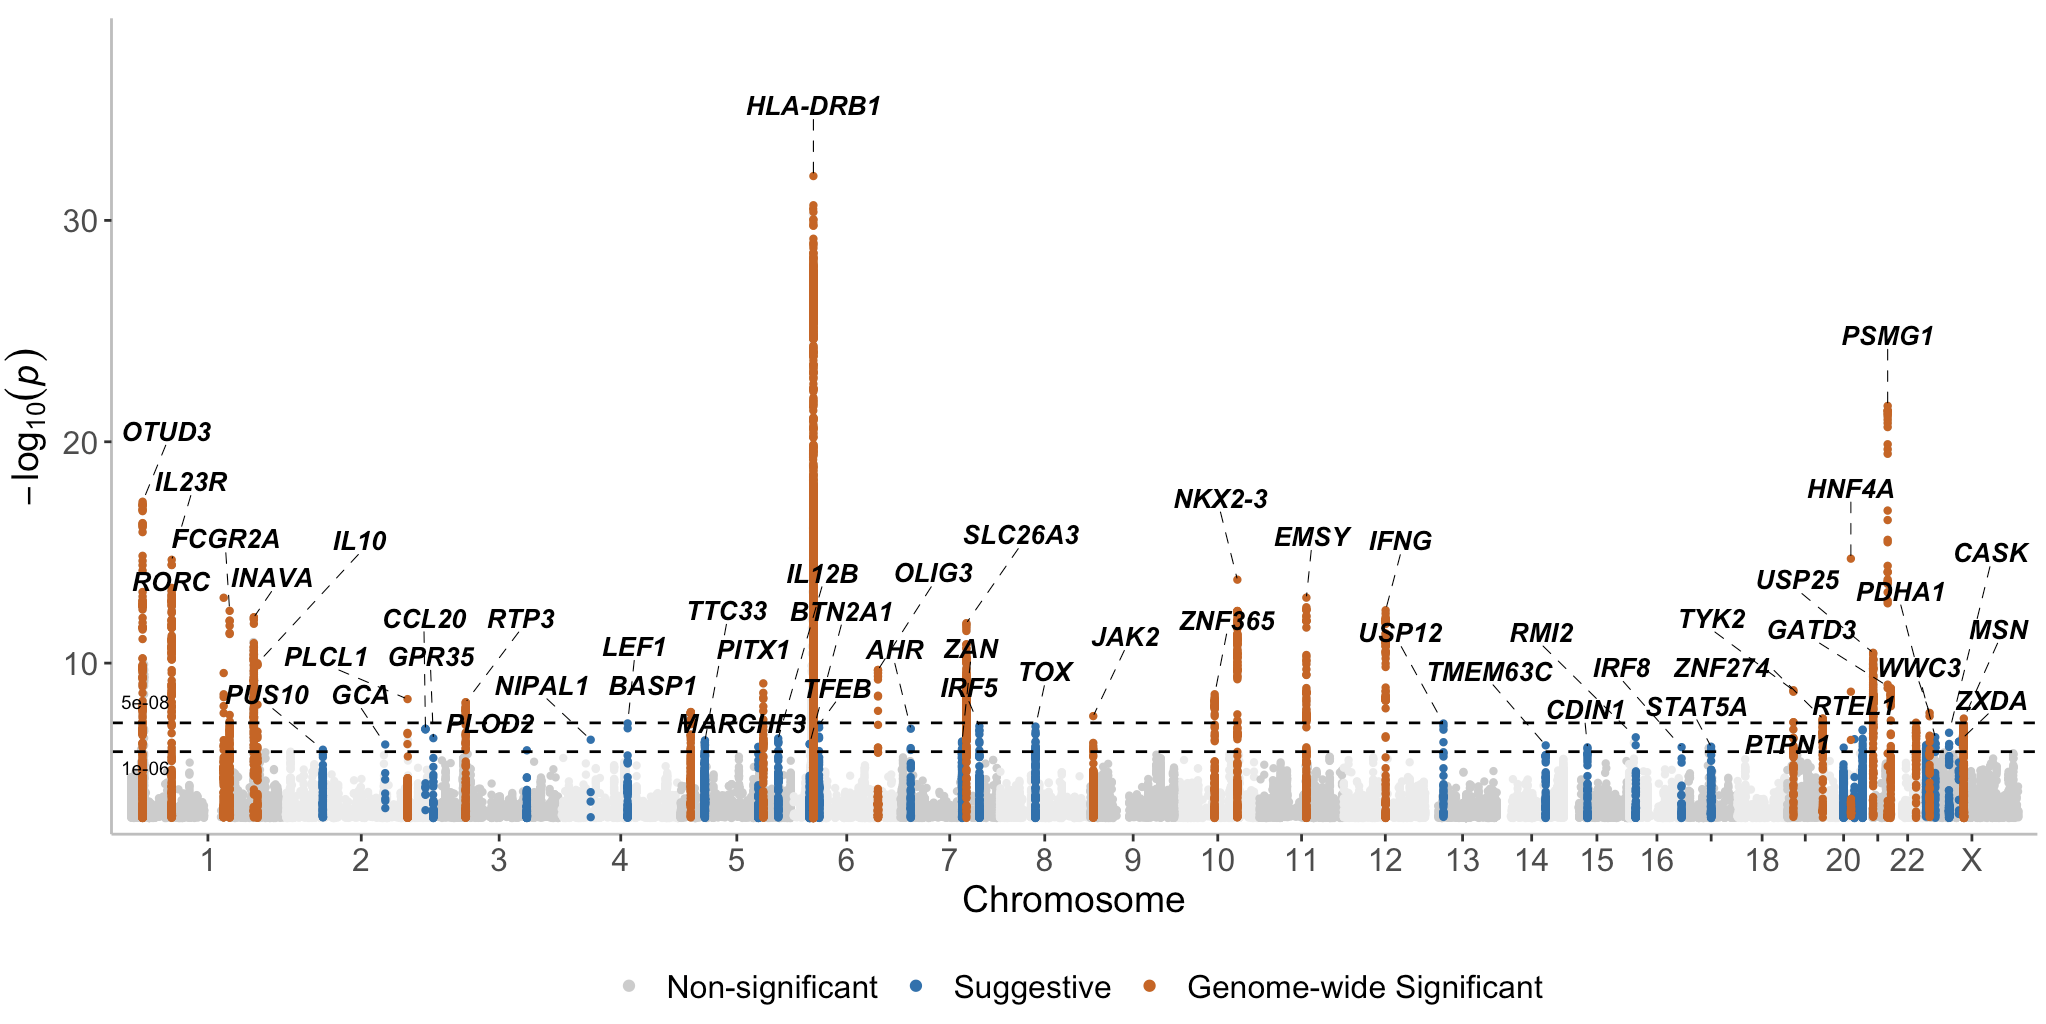 HLA-DRB1
30
PSMG1
−log10(p)
OTUD3
20
IL23R
HNF4A
NKX2-3
FCGR2A
IL10
SLC26A3
EMSY
IFNG
CASK
RORC
INAVA
IL12B
OLIG3
USP25
PDHA1
CCL20
RTP3
TTC33
BTN2A1
ZNF365
TYK2
GATD3
MSN
USP12
RMI2
JAK2
10
PLCL1
GPR35
LEF1
PITX1
AHR
ZAN
TOX
TMEM63C
IRF8
ZNF274
WWC3
PUS10
GCA
NIPAL1
BASP1
TFEB
IRF5
5e-08
CDIN1
STAT5A
RTEL1
ZXDA
PLOD2
MARCHF3
PTPN1
1e-06
1 2 3 4 5 6 7 8 9 10 11 12 13 14 15 16 18 20 22 X
Chromosome
Non-significant Suggestive Genome-wide Significant